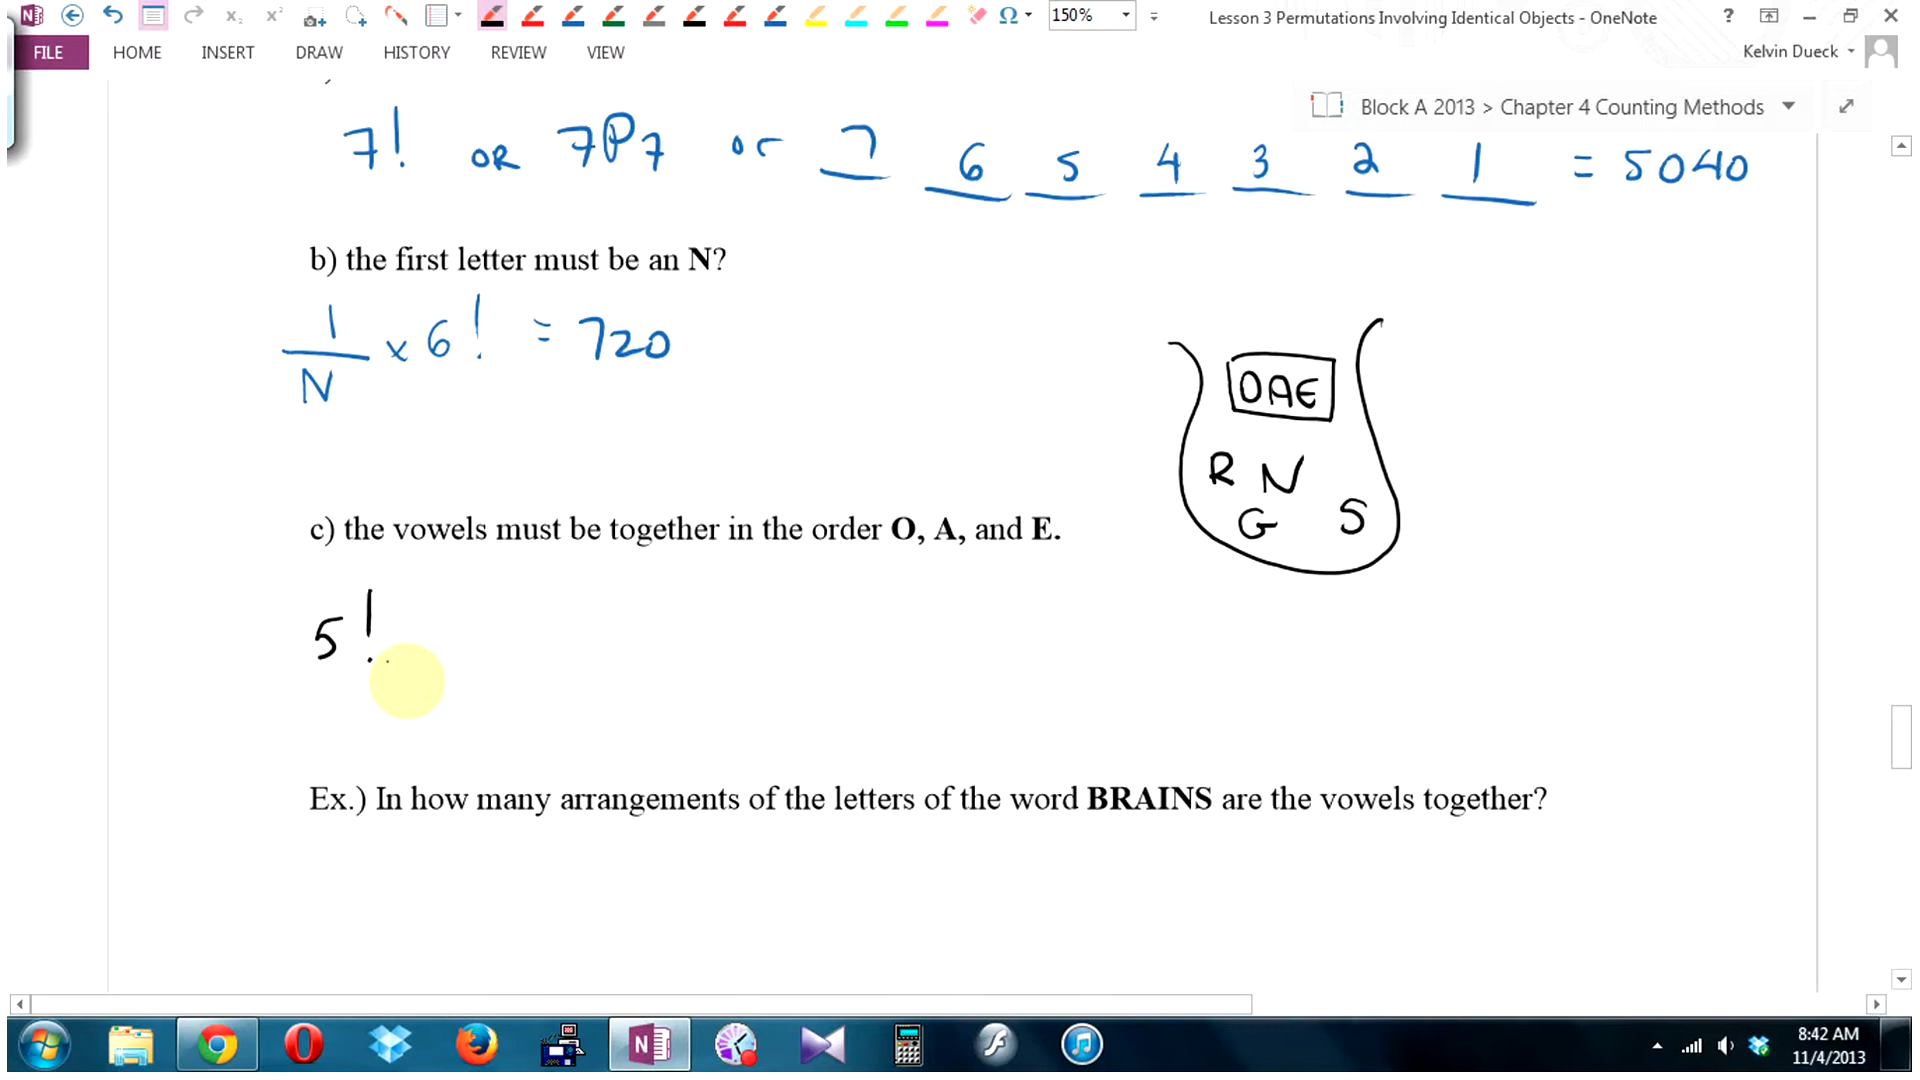 Lesson 3 Permutations Involving Identical Objects - OneNote
150%
FILE HOME INSERT DRAW HISTORY REVIEW VIEW
Kelvin Dueck
Block A 2013 > Chapter 4 Counting Methods
7! OR 7P7 or 7 6 5 4 3 2 1 = 5040
b) the first letter must be an N?
1/N x 6! = 720
OAE
R N
G S
c) the vowels must be together in the order O, A, and E.
5!
Ex.) In how many arrangements of the letters of the word BRAINS are the vowels together?
8:42 AM
11/4/2013